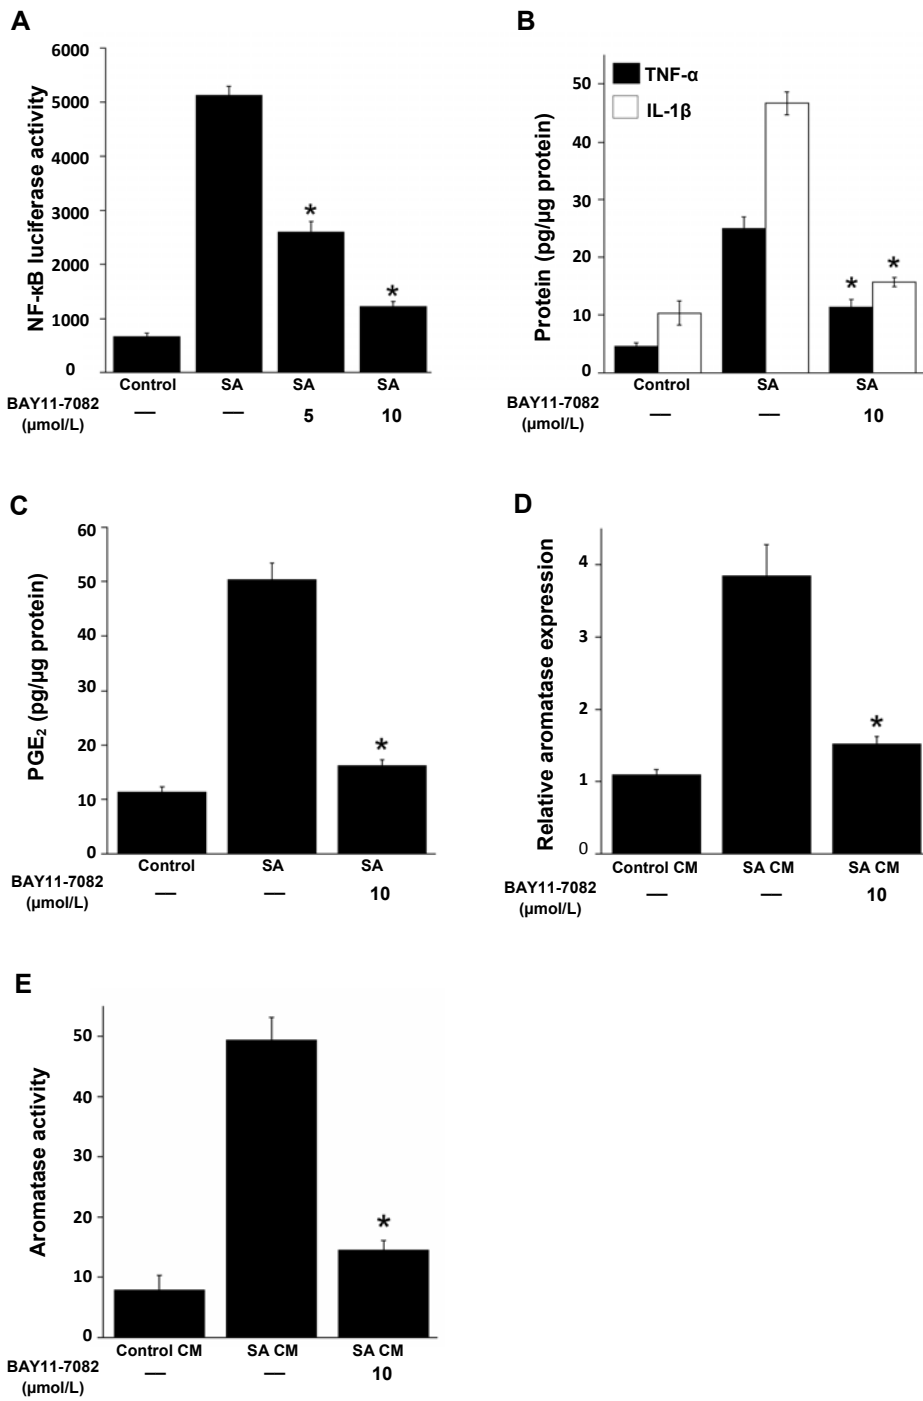 A
NF-κB luciferase activity
6000
5000
4000
3000
2000
1000
0
*
*
Control SA SA SA
BAY11-7082
(µmol/L)
— — 5 10
B
Protein (pg/µg protein)
50
40
30
20
10
0
TNF-α
IL-1β
*
*
Control SA SA
BAY11-7082
(µmol/L)
— — 10
C
PGE₂ (pg/µg protein)
60
50
40
30
20
10
0
*
Control SA SA
BAY11-7082
(µmol/L)
— — 10
D
Relative aromatase expression
4
3
2
1
0
*
Control CM SA CM SA CM
BAY11-7082
(µmol/L)
— — 10
E
Aromatase activity
50
40
30
20
10
0
*
Control CM SA CM SA CM
BAY11-7082
(µmol/L)
— — 10